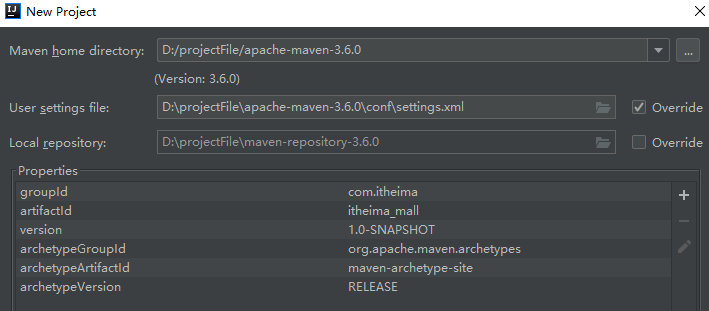 New Project
Maven home directory: D:/projectFile/apache-maven-3.6.0 ...
(Version: 3.6.0)
User settings file: D:\projectFile\apache-maven-3.6.0\conf\settings.xml Override
Local repository: D:\projectFile\maven-repository-3.6.0 Override
Properties
groupId com.itheima
artifactId itheima_mall
version 1.0-SNAPSHOT
archetypeGroupId org.apache.maven.archetypes
archetypeArtifactId maven-archetype-site
archetypeVersion RELEASE